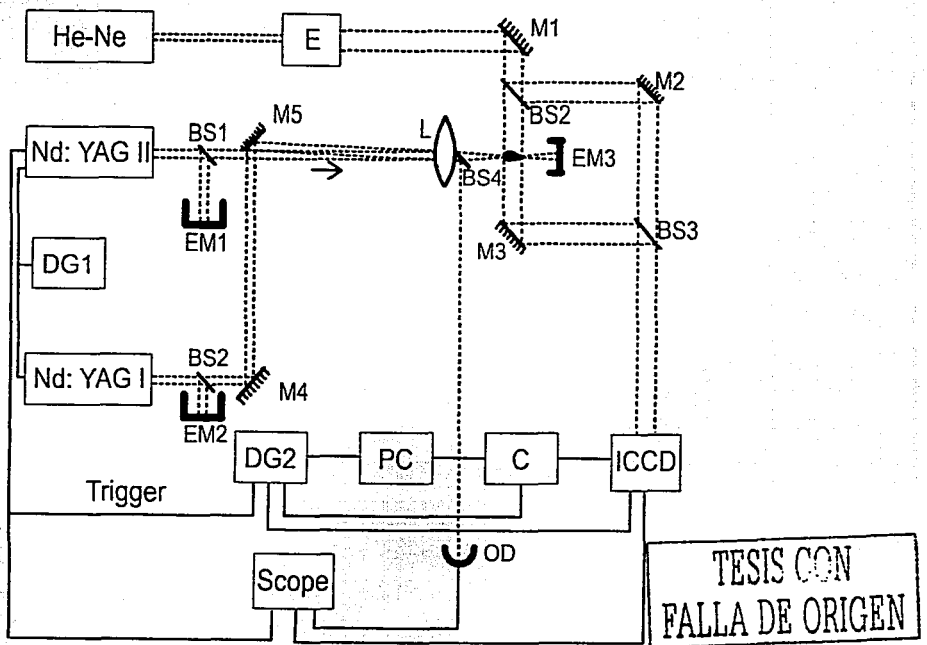 He-Ne
E
M1
M2
BS2
M5
L
BS1
Nd: YAG II
BS4
EM3
EM1
M3
BS3
DG1
BS2
Nd: YAG I
M4
EM2
DG2
PC
C
ICCD
Trigger
OD
Scope
TESIS CON
FALLA DE ORIGEN